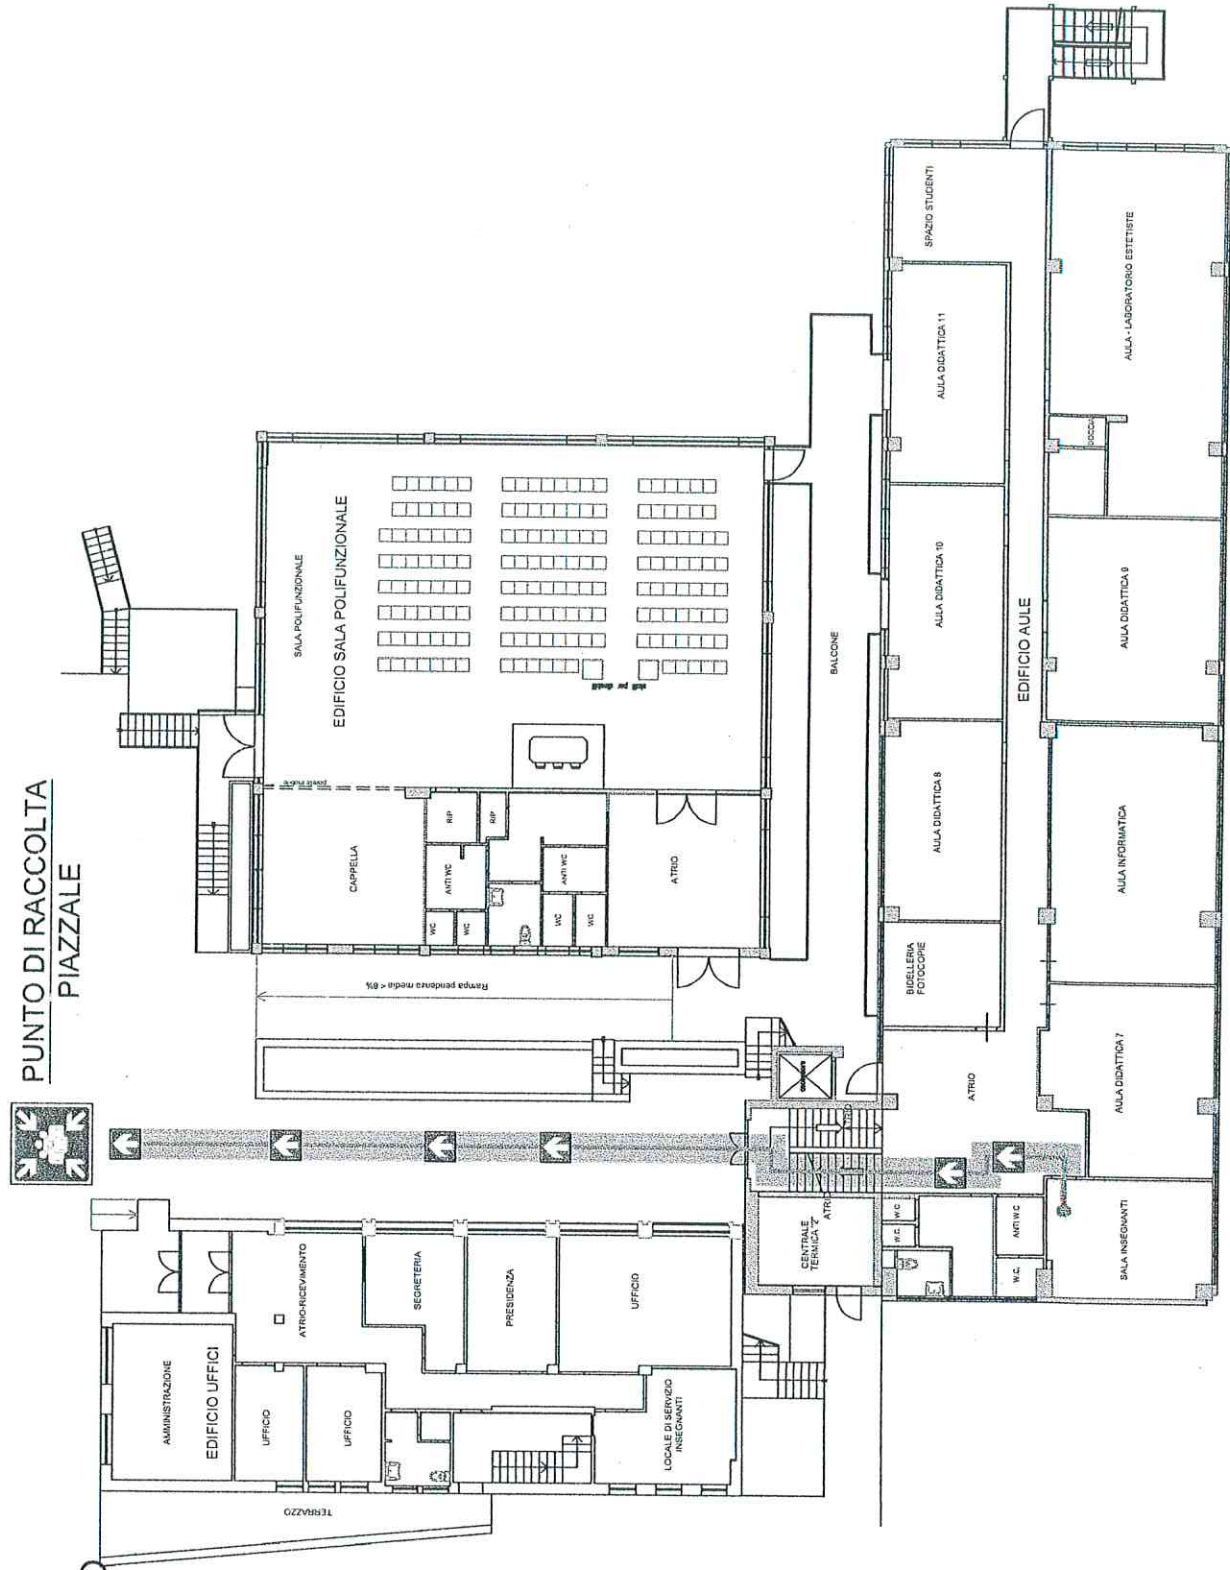 PUNTO DI RACCOLTA
PIAZZALE
SALA POLIFUNZIONALE
EDIFICIO SALA POLIFUNZIONALE
CAPPELLA
RIP
RIP
ANTI WC
ANTI WC
WC
WC
WC
WC
ATRIO
Rampa pendenza media < 8%
BALCONE
SPAZIO STUDENTI
AULA DIDATTICA 11
AULA DIDATTICA 10
AULA DIDATTICA 8
BIDELLERIA
FOTOCOPIE
EDIFICIO AULE
AULA - LABORATORIO ESTETISTE
DOCCIA
AULA DIDATTICA 9
AULA INFORMATICA
AULA DIDATTICA 7
ATRIO
SALA INSEGNANTI
ANTI W.C
W.C.
W.C.
W.C
ATRIO
CENTRALE
TERMICA "2"
AMMINISTRAZIONE
EDIFICIO UFFICI
ATRIO-RICEVIMENTO
SEGRETERIA
PRESIDENZA
UFFICIO
UFFICIO
UFFICIO
LOCALE DI SERVIZIO
INSEGNANTI
TERRAZZO